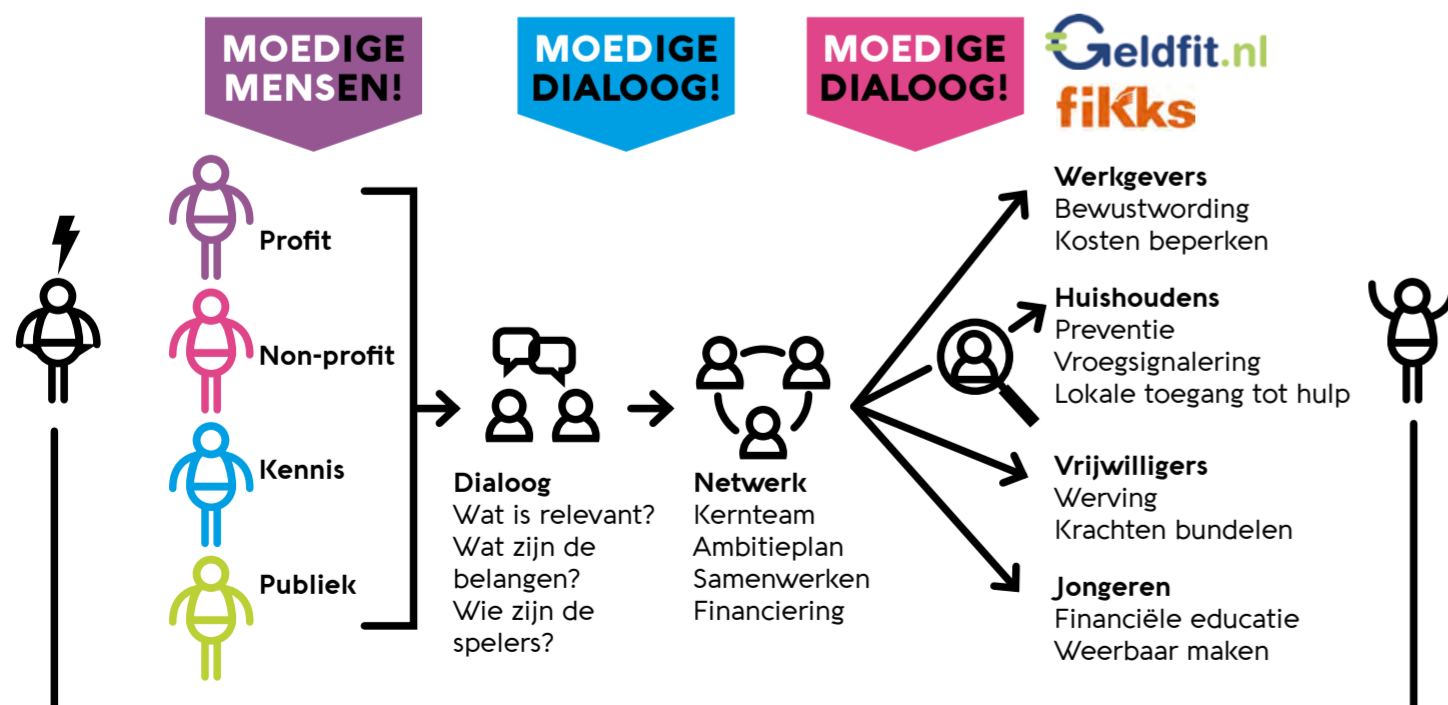 MOEDIGE
MENSEN!
MOEDIGE
DIALOOG!
MOEDIGE
DIALOOG!
Geldfit.nl
fiKks
Profit
Non-profit
Kennis
Publiek
Dialoog
Wat is relevant?
Wat zijn de
belangen?
Wie zijn de
spelers?
Netwerk
Kernteam
Ambitieplan
Samenwerken
Financiering
Werkgevers
Bewustwording
Kosten beperken
Huishoudens
Preventie
Vroegsignalering
Lokale toegang tot hulp
Vrijwilligers
Werving
Krachten bundelen
Jongeren
Financiële educatie
Weerbaar maken